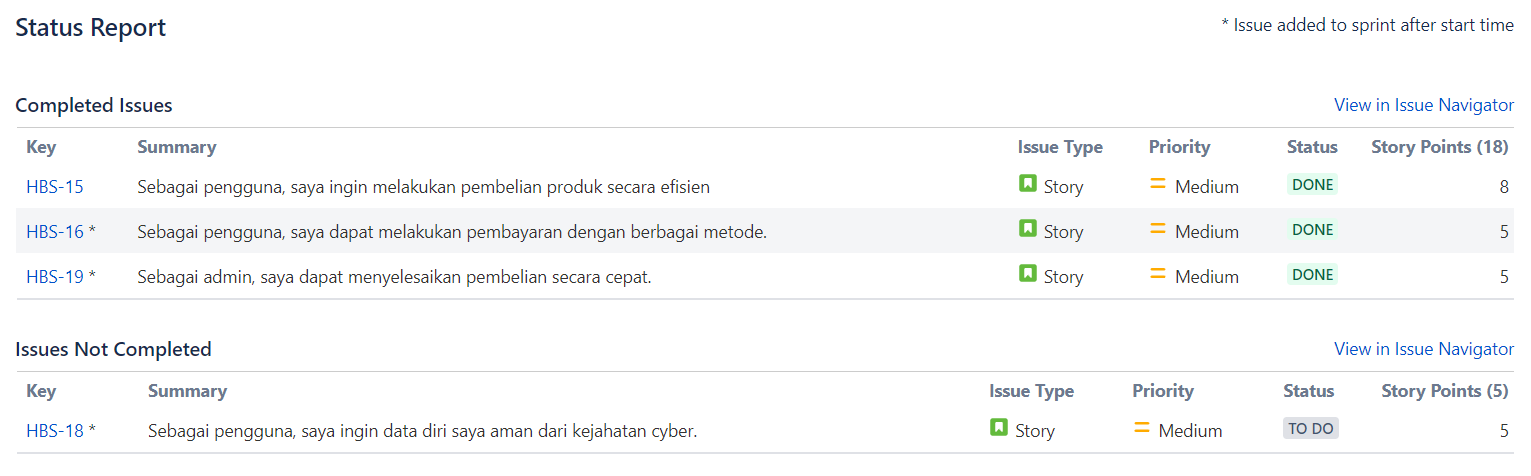 Status Report
* Issue added to sprint after start time
Completed Issues
View in Issue Navigator
Key Summary Issue Type Priority Status Story Points (18)
HBS-15 Sebagai pengguna, saya ingin melakukan pembelian produk secara efisien Story Medium DONE 8
HBS-16 * Sebagai pengguna, saya dapat melakukan pembayaran dengan berbagai metode. Story Medium DONE 5
HBS-19 * Sebagai admin, saya dapat menyelesaikan pembelian secara cepat. Story Medium DONE 5
Issues Not Completed
View in Issue Navigator
Key Summary Issue Type Priority Status Story Points (5)
HBS-18 * Sebagai pengguna, saya ingin data diri saya aman dari kejahatan cyber. Story Medium TO DO 5